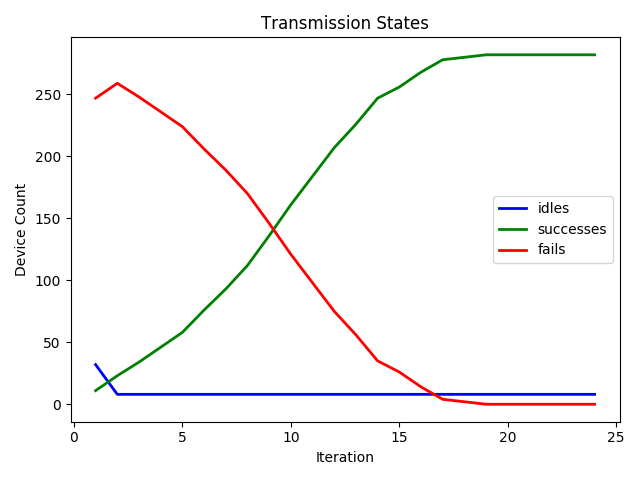 Transmission States
Device Count
250
200
150
100
50
0
idles
successes
fails
0 5 10 15 20 25
Iteration